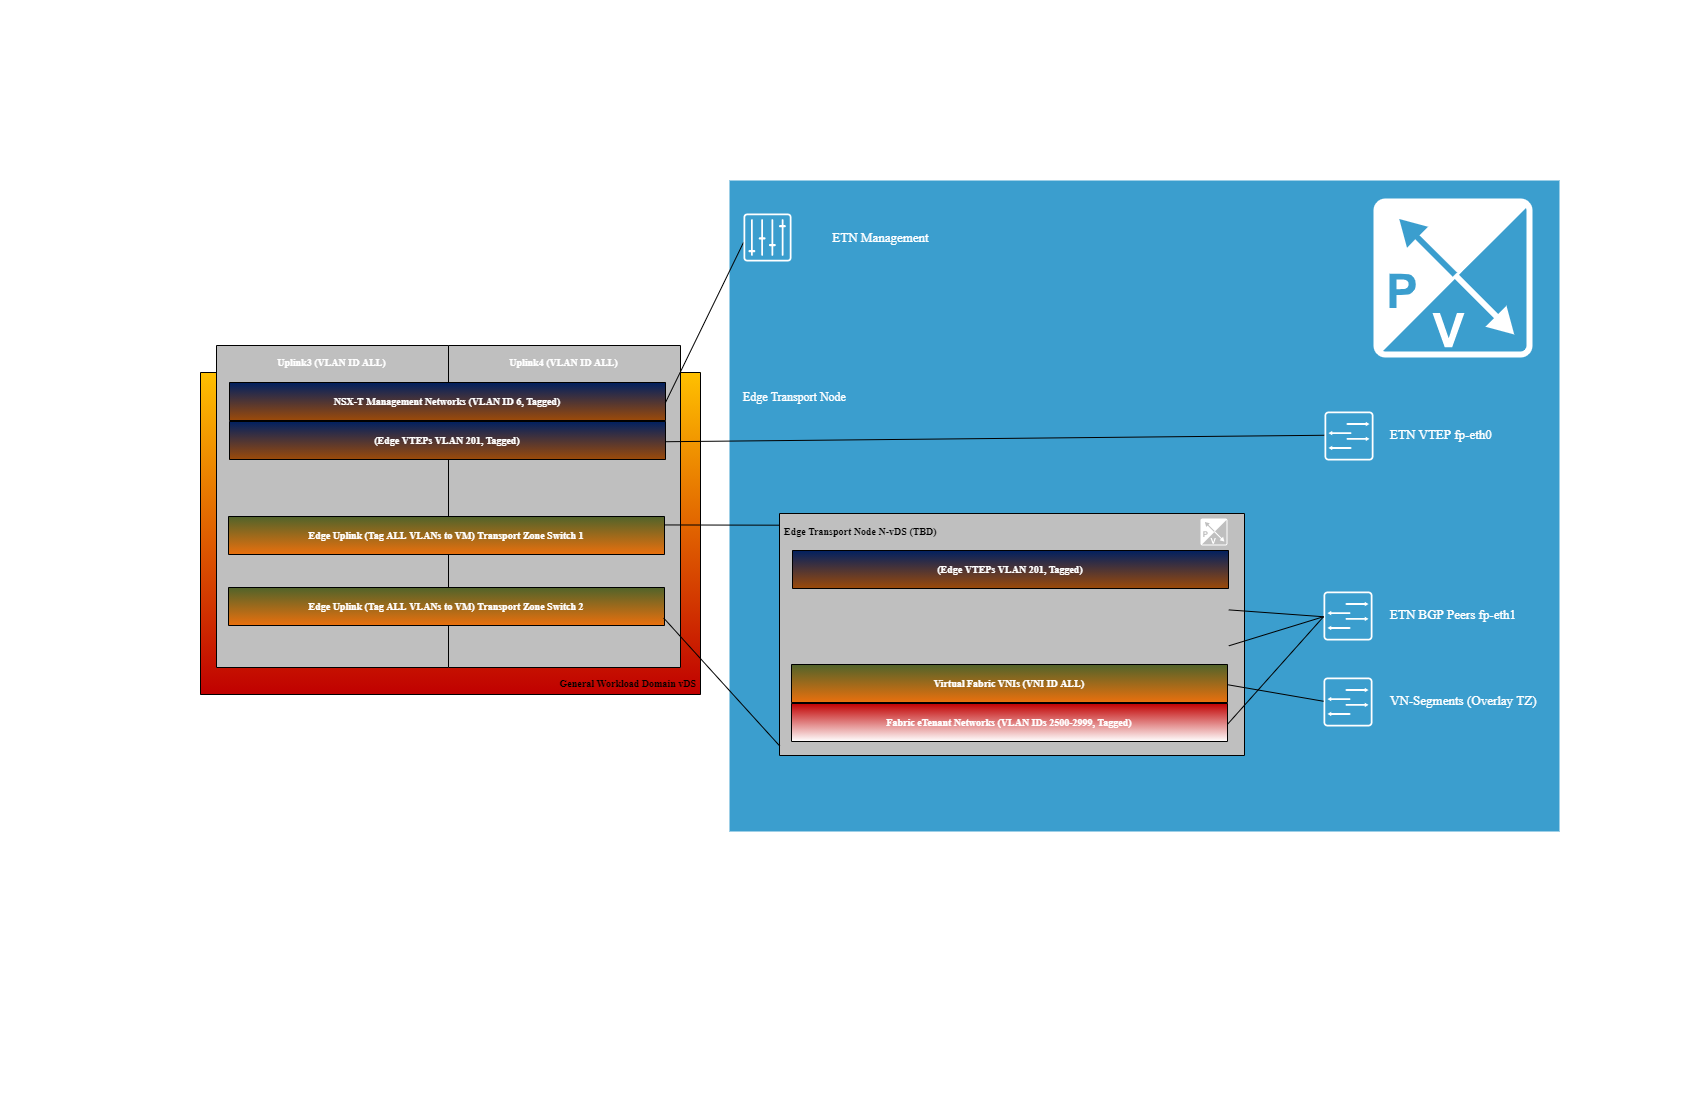 ETN Management
P
V
Uplink3 (VLAN ID ALL)
Uplink4 (VLAN ID ALL)
NSX-T Management Networks (VLAN ID 6, Tagged)
(Edge VTEPs VLAN 201, Tagged)
Edge Uplink (Tag ALL VLANs to VM) Transport Zone Switch 1
Edge Uplink (Tag ALL VLANs to VM) Transport Zone Switch 2
General Workload Domain vDS
Edge Transport Node
ETN VTEP fp-eth0
Edge Transport Node N-vDS (TBD)
P
V
(Edge VTEPs VLAN 201, Tagged)
ETN BGP Peers fp-eth1
Virtual Fabric VNIs (VNI ID ALL)
VN-Segments (Overlay TZ)
Fabric eTenant Networks (VLAN IDs 2500-2999, Tagged)